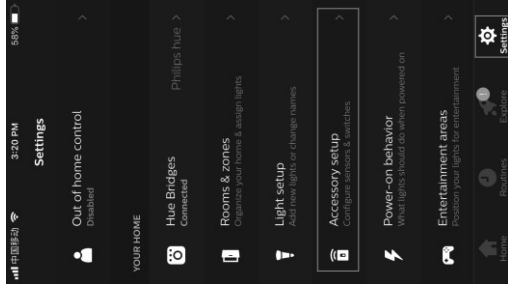 中国移动 3:20 PM 58%
Settings
Out of home control
Disabled
YOUR HOME
Hue Bridges Philips hue
Connected
Rooms & zones
Organize your home & assign lights
Light setup
Add new lights or change names
Accessory setup
Configure sensors & switches
Power-on behavior
What lights should do when powered on
Entertainment areas
Position your lights for entertainment
Home Routines Explore Settings